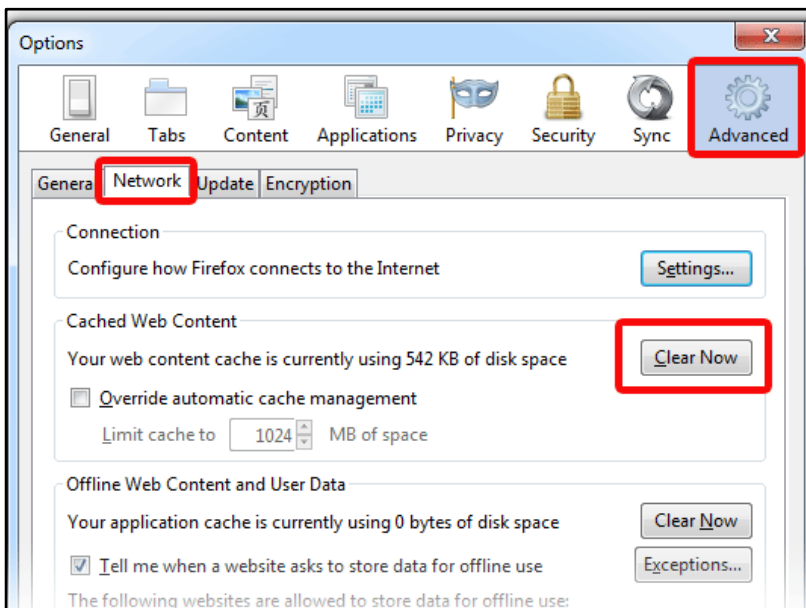 Options
General Tabs Content Applications Privacy Security Sync Advanced
页
Genera Network Update Encryption
Connection
Configure how Firefox connects to the Internet Settings...
Cached Web Content
Your web content cache is currently using 542 KB of disk space Clear Now
Override automatic cache management
Limit cache to 1024 MB of space
Offline Web Content and User Data
Your application cache is currently using 0 bytes of disk space Clear Now
Tell me when a website asks to store data for offline use Exceptions...
The following websites are allowed to store data for offline use: